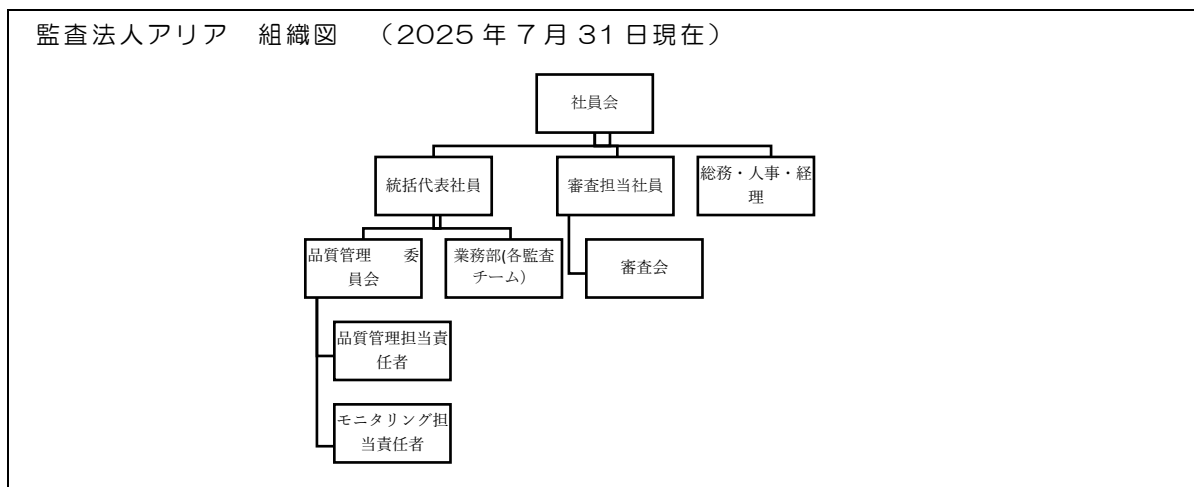 監査法人アリア 組織図 （2025年7月31日現在）
社員会
統括代表社員
審査担当社員
総務・人事・経
理
品質管理 委
員会
業務部(各監査
チーム）
審査会
品質管理担当責
任者
モニタリング担
当責任者